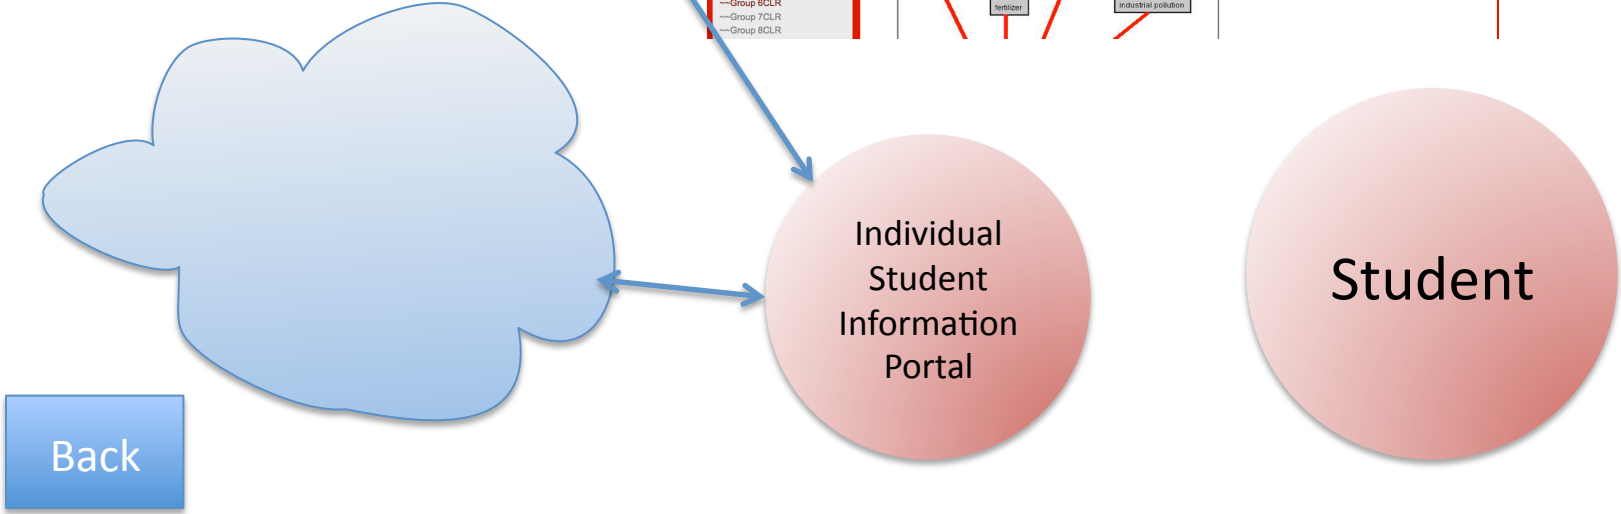 ~~Group 6CLR
~~Group 7CLR
~~Group 8CLR
fertilizer
industrial pollution
Individual
Student
Information
Portal
Student
Back